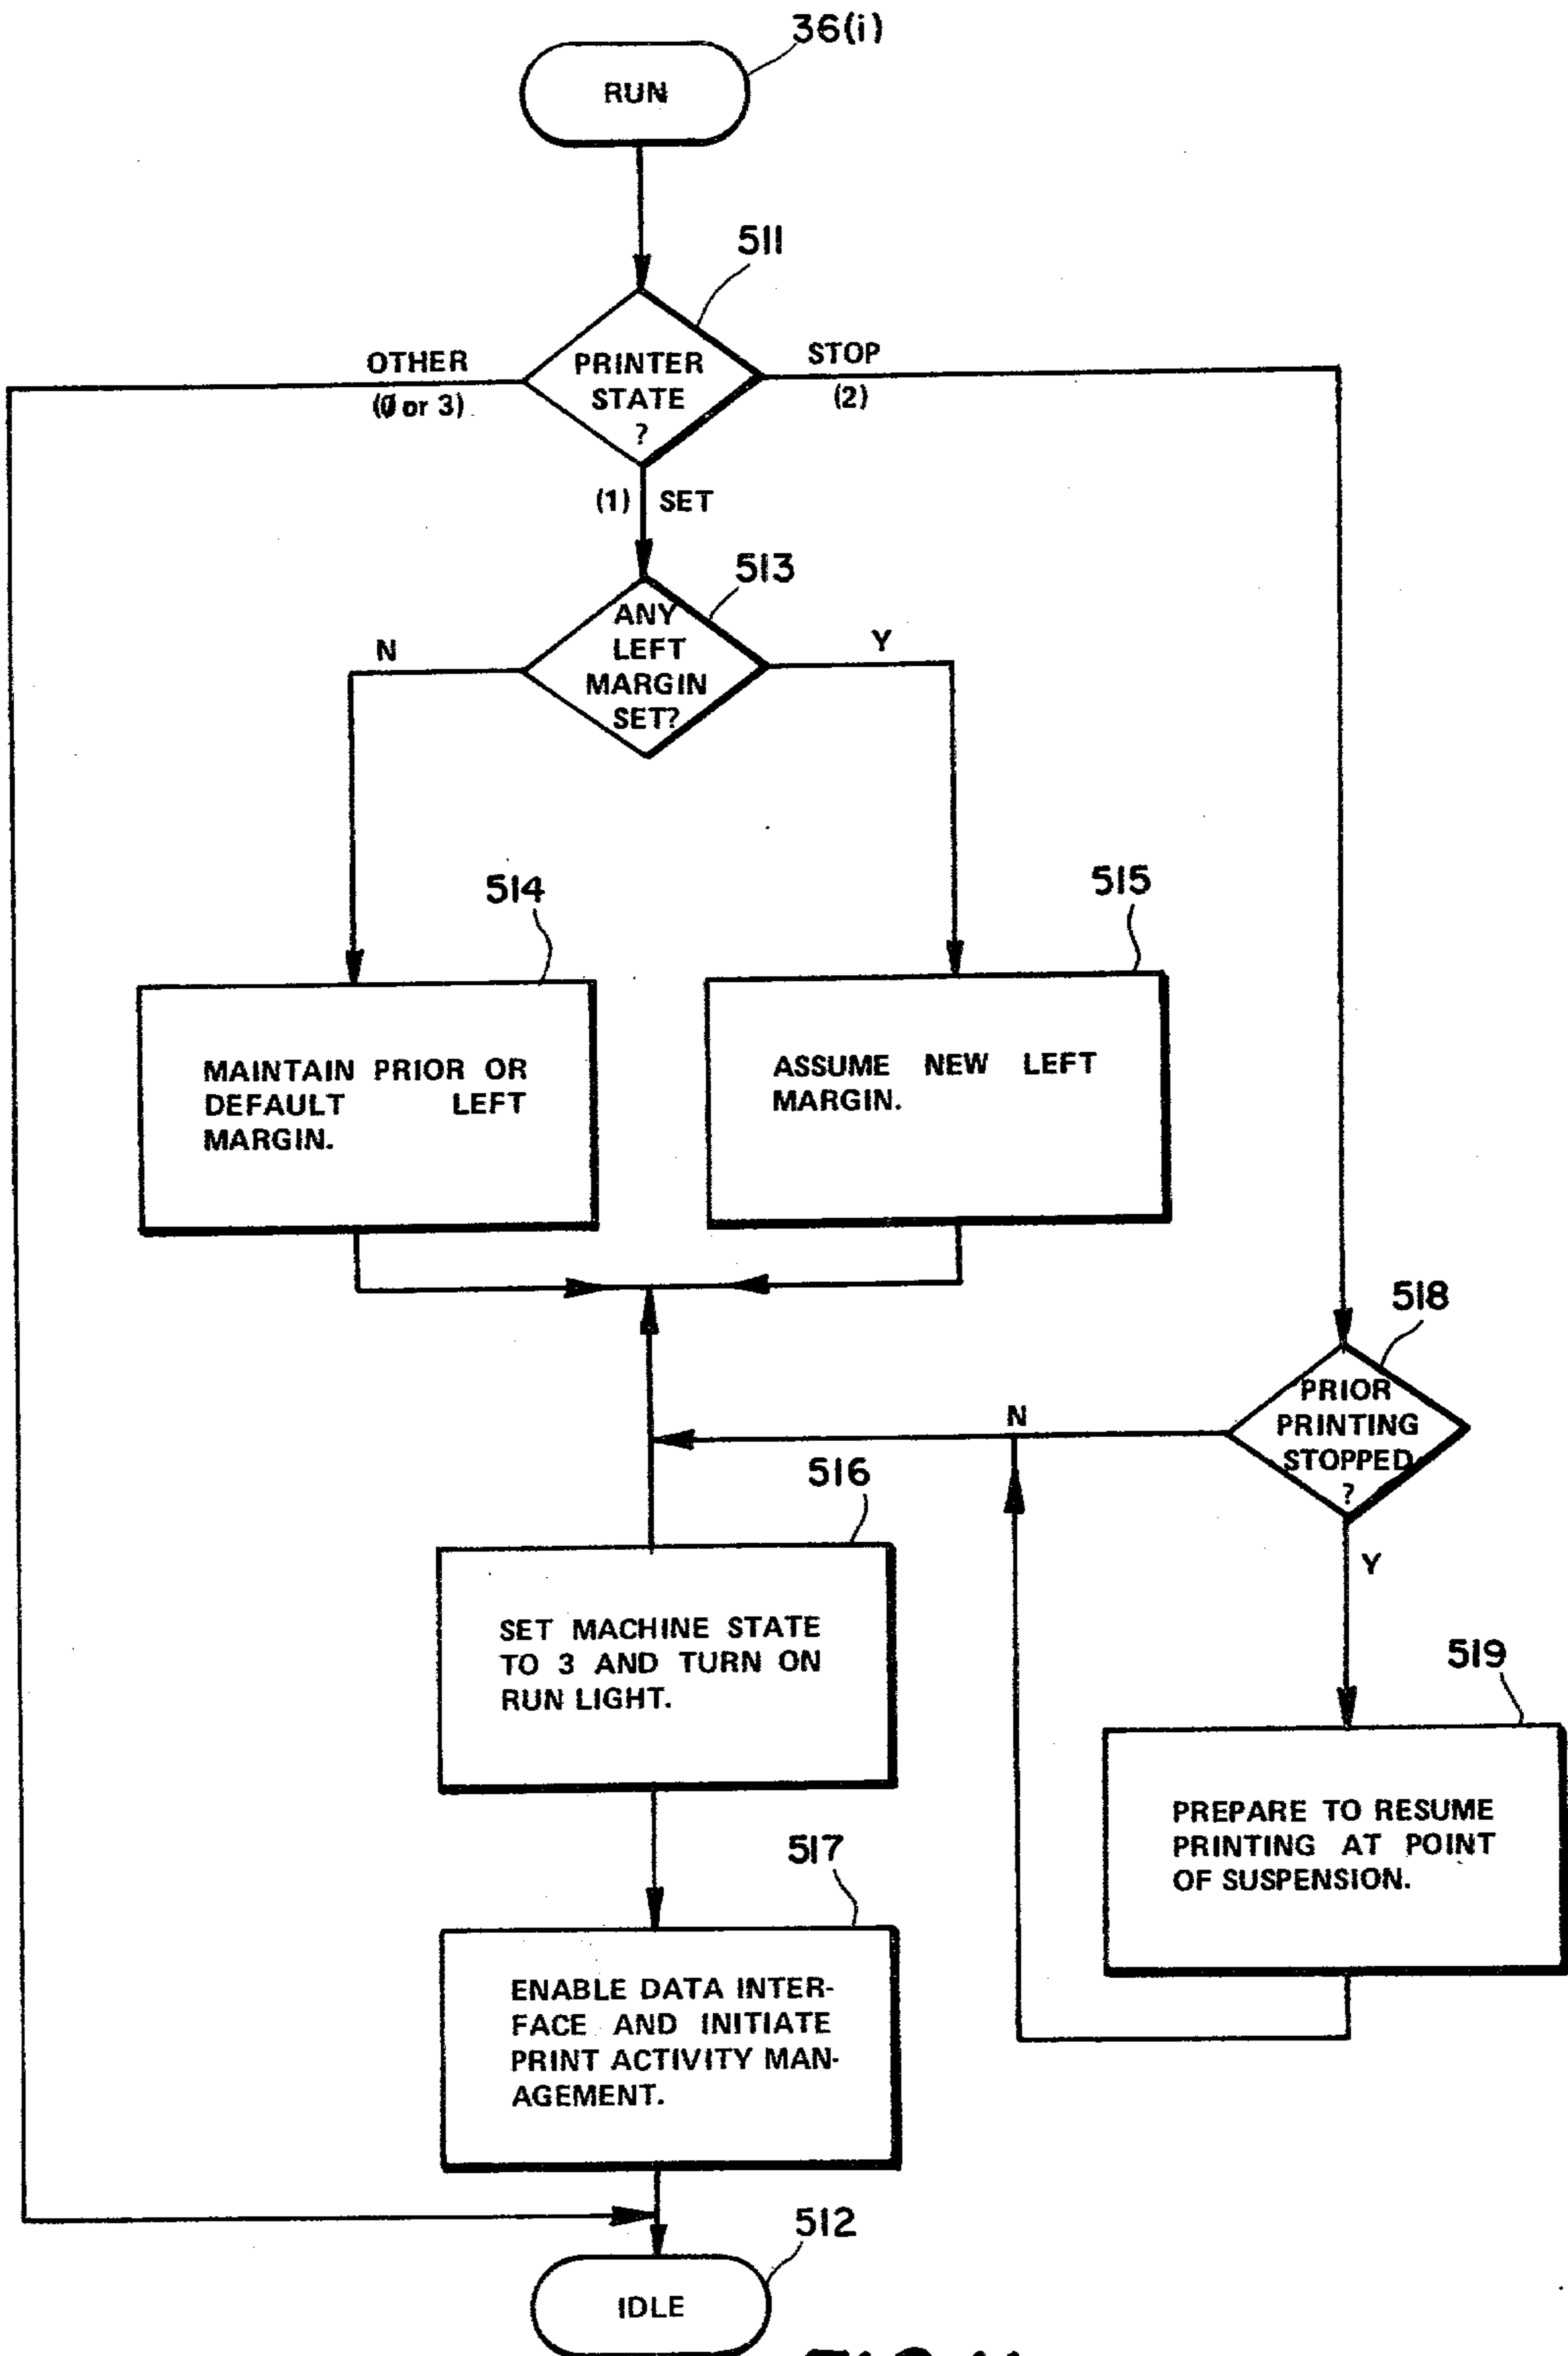 36(i)
RUN
511
OTHER
(0 or 3)
PRINTER
STATE
?
STOP
(2)
(1) SET
513
N
ANY
LEFT
MARGIN
SET?
Y
514
515
MAINTAIN PRIOR OR
DEFAULT LEFT
MARGIN.
ASSUME NEW LEFT
MARGIN.
518
PRIOR
PRINTING
STOPPED
?
N
Y
516
SET MACHINE STATE
TO 3 AND TURN ON
RUN LIGHT.
519
PREPARE TO RESUME
PRINTING AT POINT
OF SUSPENSION.
517
ENABLE DATA INTER-
FACE AND INITIATE
PRINT ACTIVITY MAN-
AGEMENT.
512
IDLE